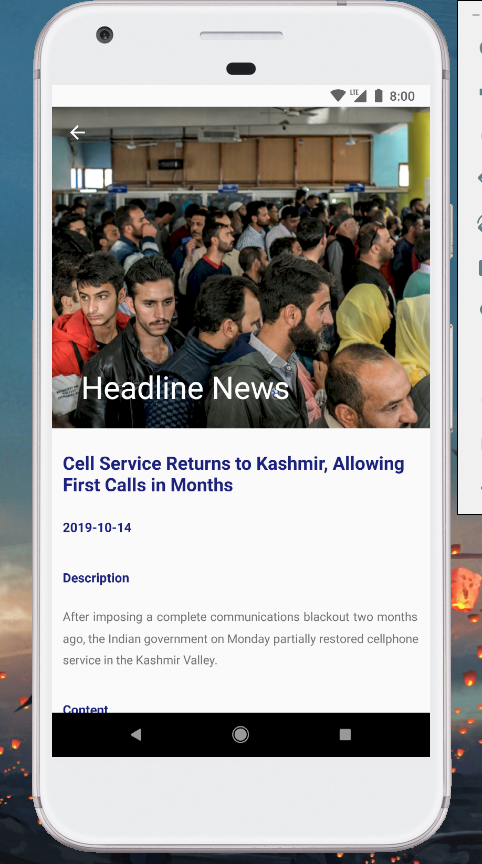 LTE 8:00
Headline News
Cell Service Returns to Kashmir, Allowing
First Calls in Months
2019-10-14
Description
After imposing a complete communications blackout two months
ago, the Indian government on Monday partially restored cellphone
service in the Kashmir Valley.
Content